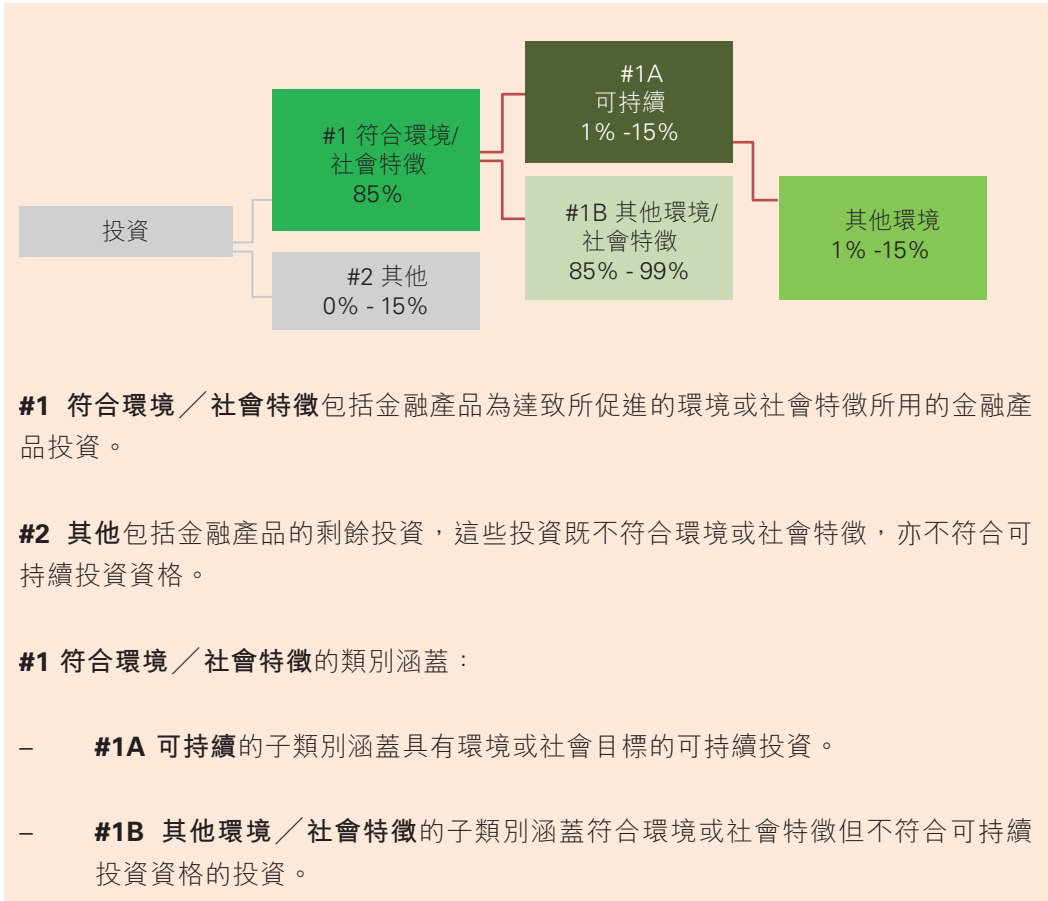 投資
#1 符合環境/
社會特徵
85%
#2 其他
0% - 15%
#1A
可持續
1% -15%
#1B 其他環境/
社會特徵
85% - 99%
其他環境
1% -15%
#1 符合環境／社會特徵包括金融產品為達致所促進的環境或社會特徵所用的金融產
品投資。
#2 其他包括金融產品的剩餘投資，這些投資既不符合環境或社會特徵，亦不符合可
持續投資資格。
#1 符合環境／社會特徵的類別涵蓋：
– #1A 可持續的子類別涵蓋具有環境或社會目標的可持續投資。
– #1B 其他環境／社會特徵的子類別涵蓋符合環境或社會特徵但不符合可持續
投資資格的投資。